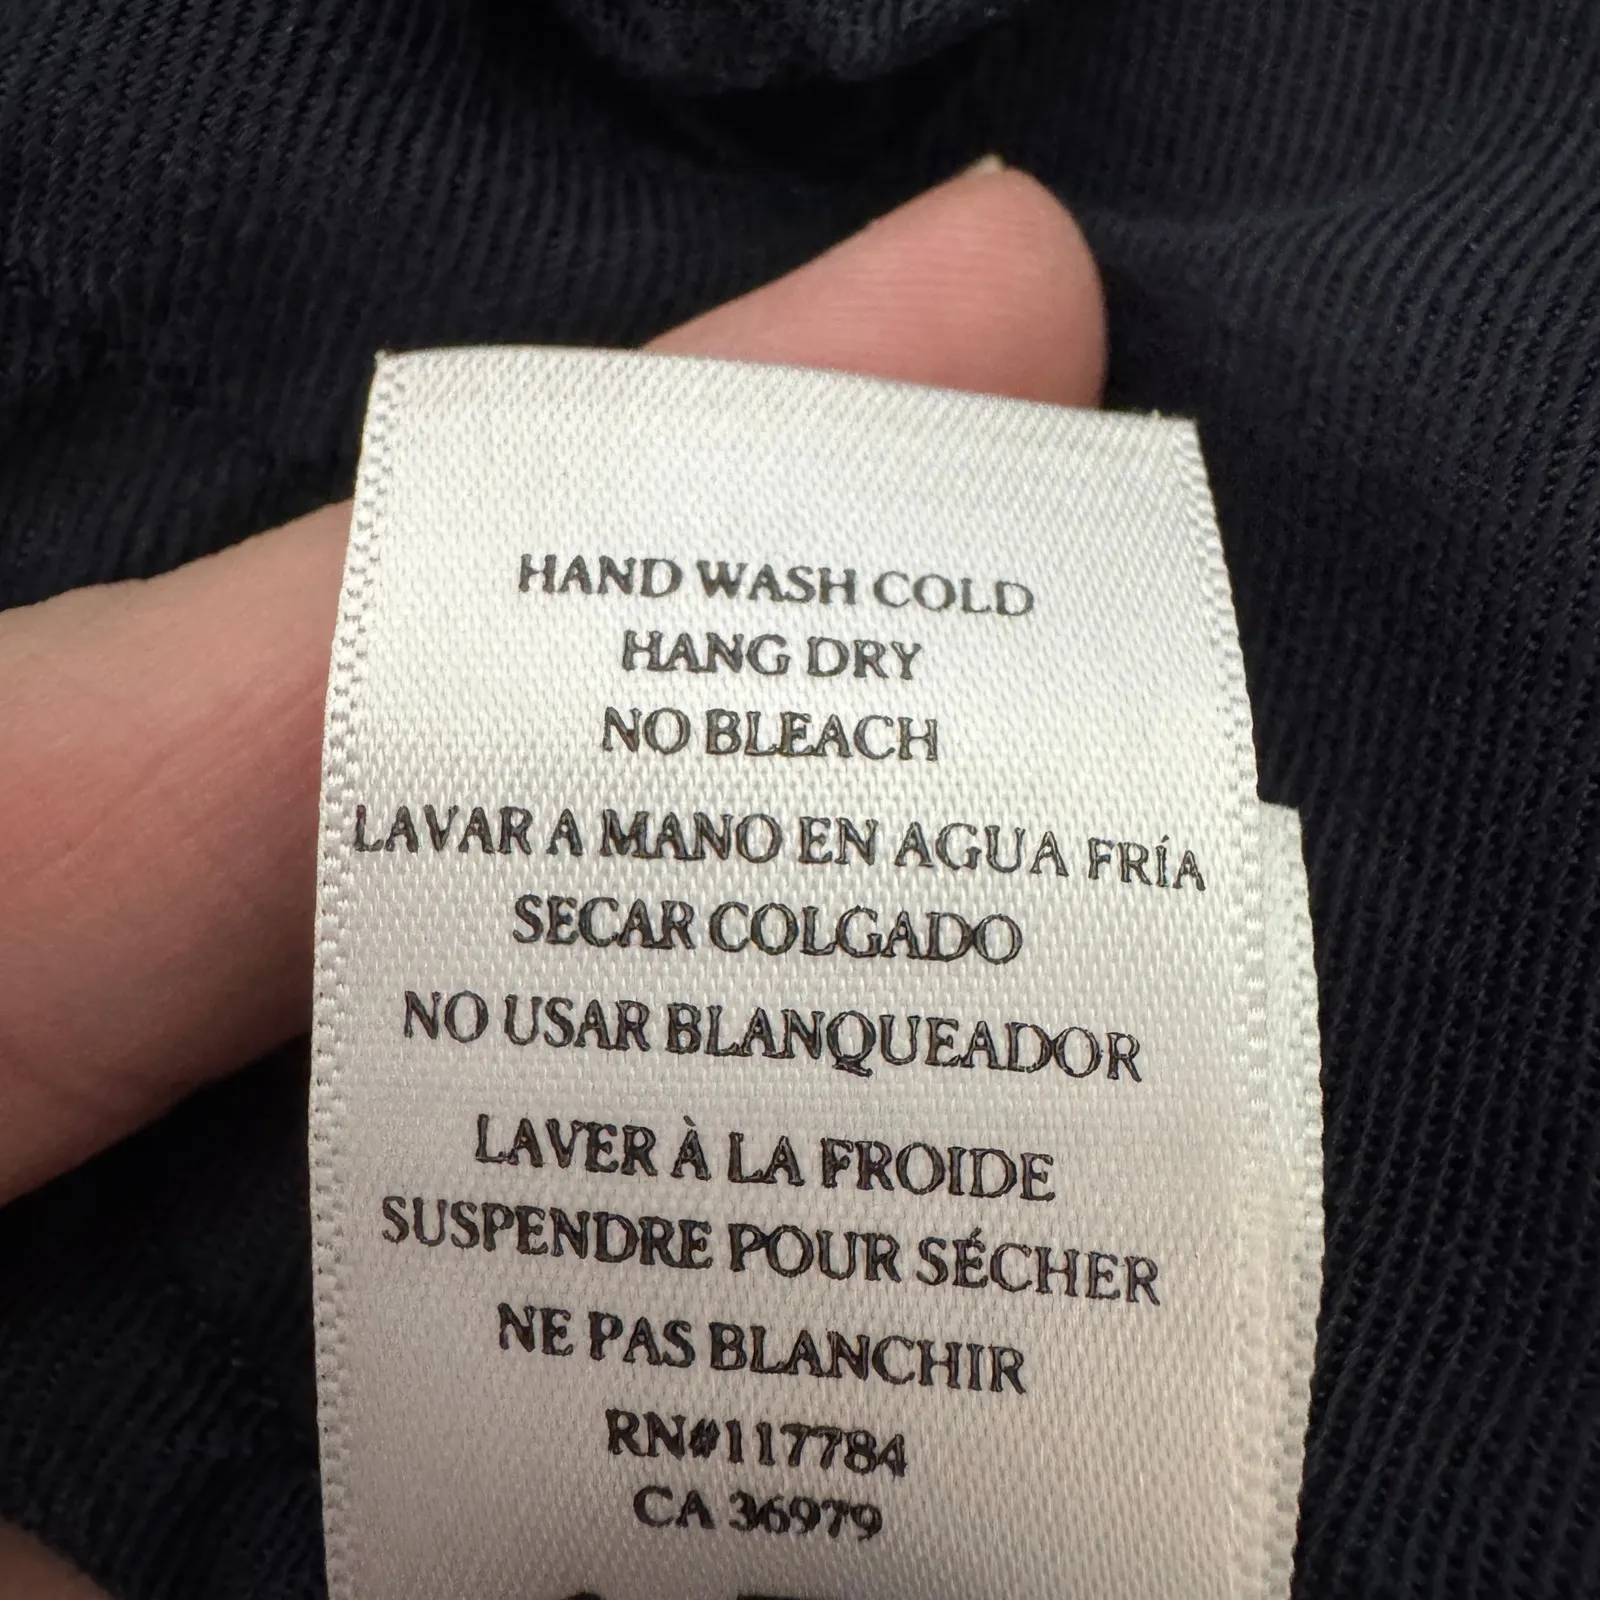 HAND WASH COLD
HANG DRY
NO BLEACH
LAVAR A MANO EN AGUA FRÍA
SECAR COLGADO
NO USAR BLANQUEADOR
LAVER À LA FROIDE
SUSPENDRE POUR SÉCHER
NE PAS BLANCHIR
RN#117784
CA 36979